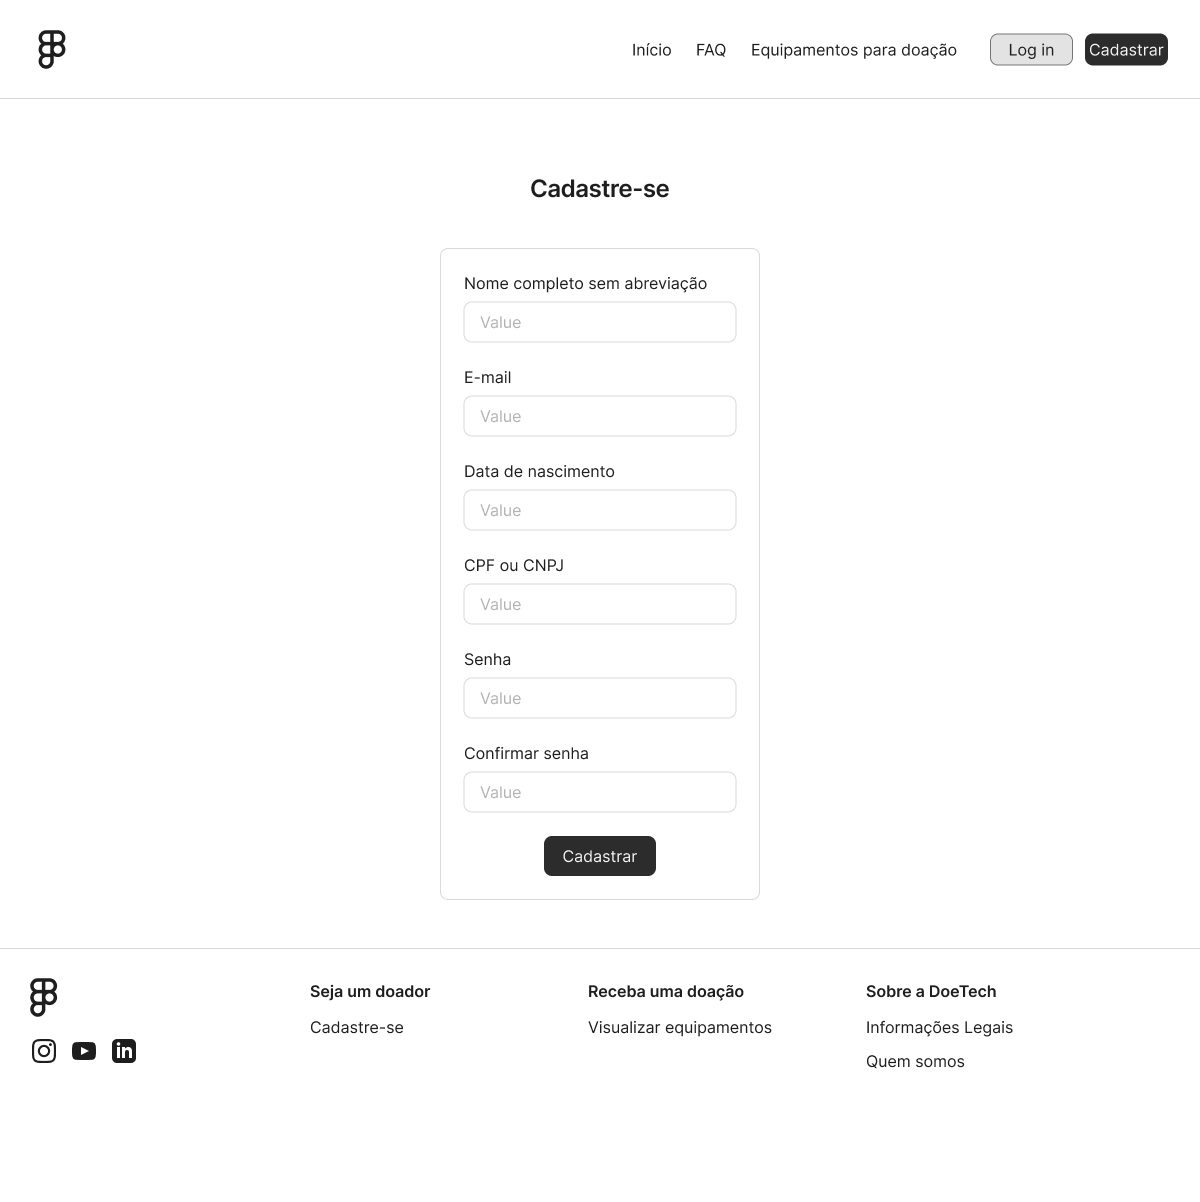 Início FAQ Equipamentos para doação Log in Cadastrar
Cadastre-se
Nome completo sem abreviação
Value
E-mail
Value
Data de nascimento
Value
CPF ou CNPJ
Value
Senha
Value
Confirmar senha
Value
Cadastrar
Seja um doador
Cadastre-se
Receba uma doação
Visualizar equipamentos
Sobre a DoeTech
Informações Legais
Quem somos